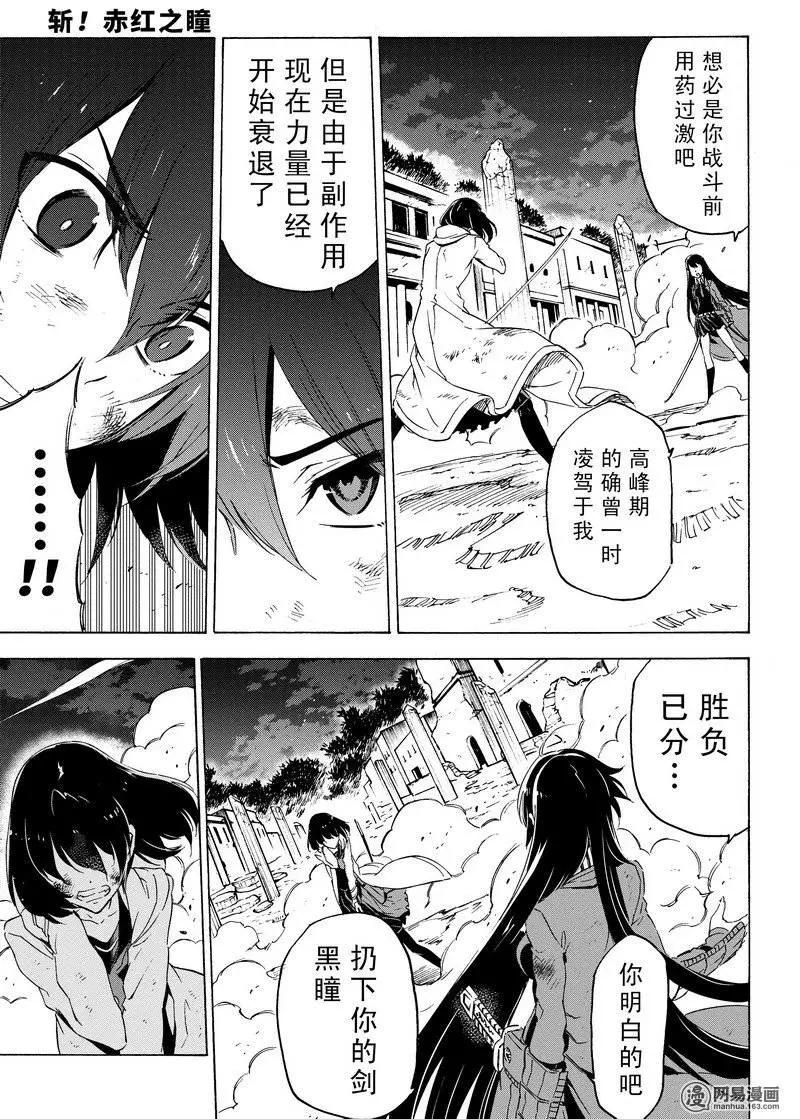 斩！赤红之瞳
想必是你战斗前
用药过激吧
高峰期
的确曾一时
凌驾于我
但是由于副作用
现在力量已经
开始衰退了
……!!
胜负
已分…
你明白的吧
扔下你的剑
黑瞳
漫
网易漫画
manhua.163.com